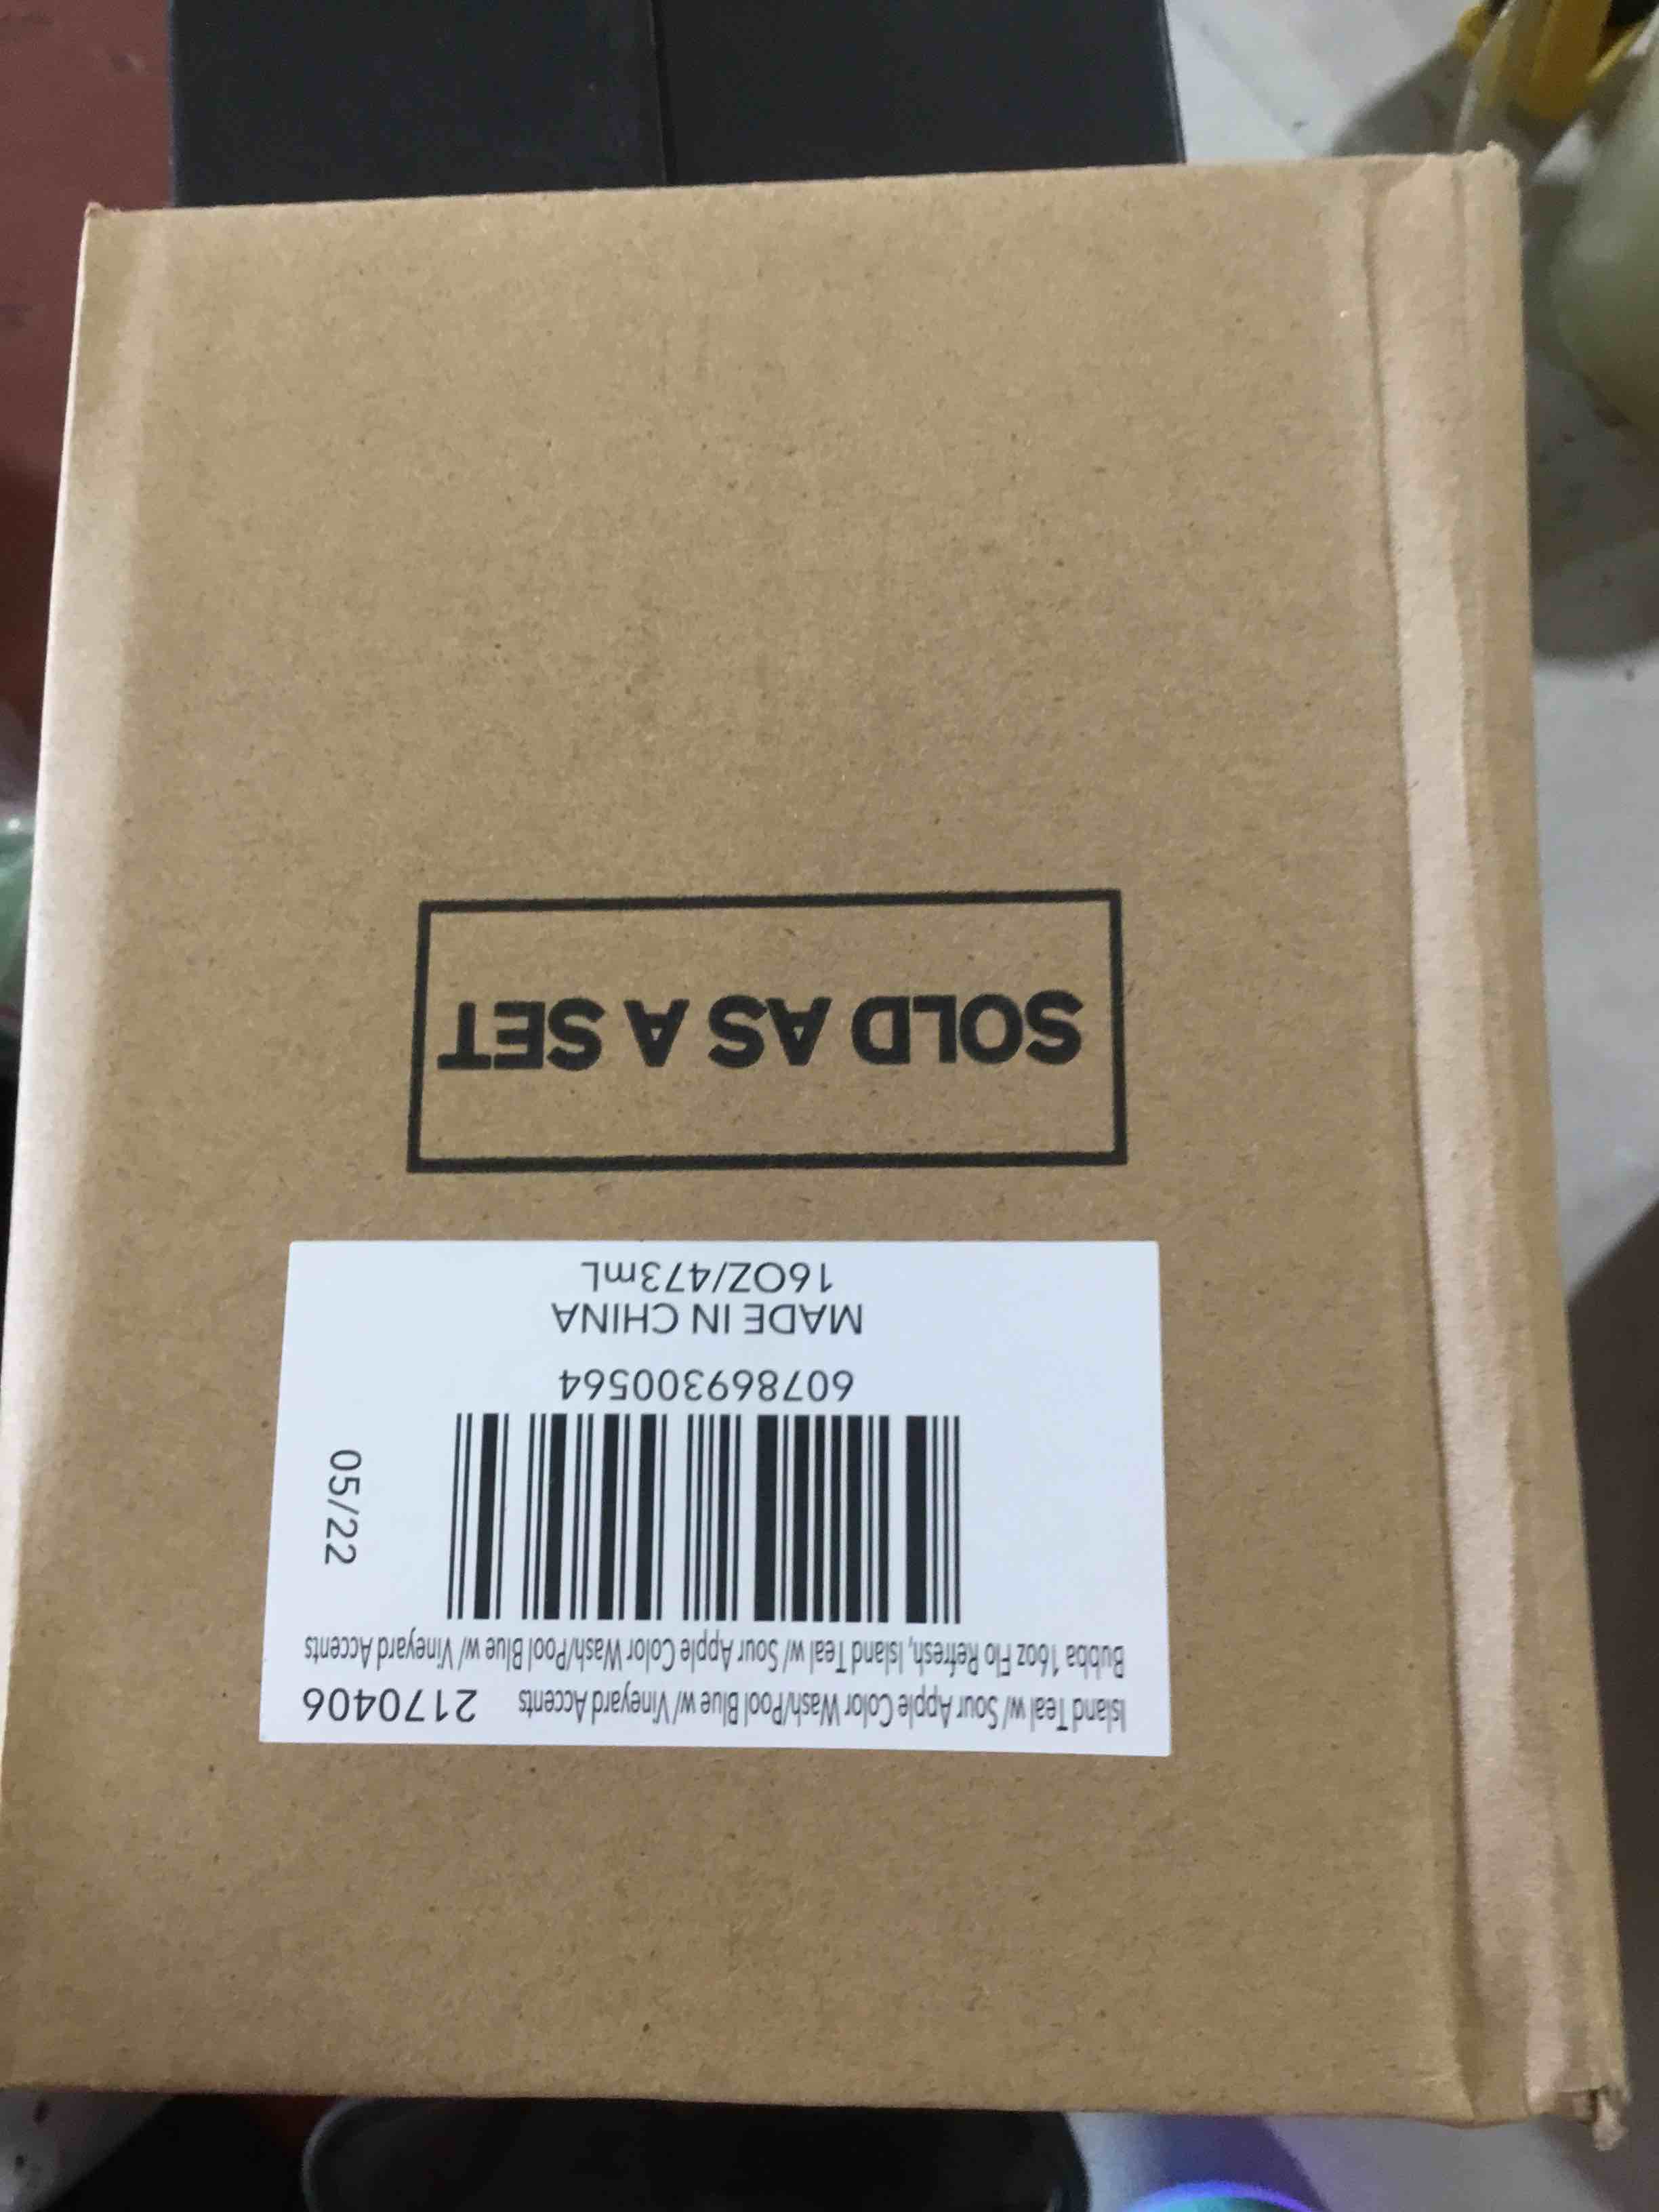 Island Teal w/ Sour Apple Color Wash/Pool Blue w/ Vineyard Accents 2170406
Bubba 16oz Flo Refresh, Island Teal w/ Sour Apple Color Wash/Pool Blue w/ Vineyard Accents
05/22
607869300564
MADE IN CHINA
16OZ/473mL
SOLD AS A SET